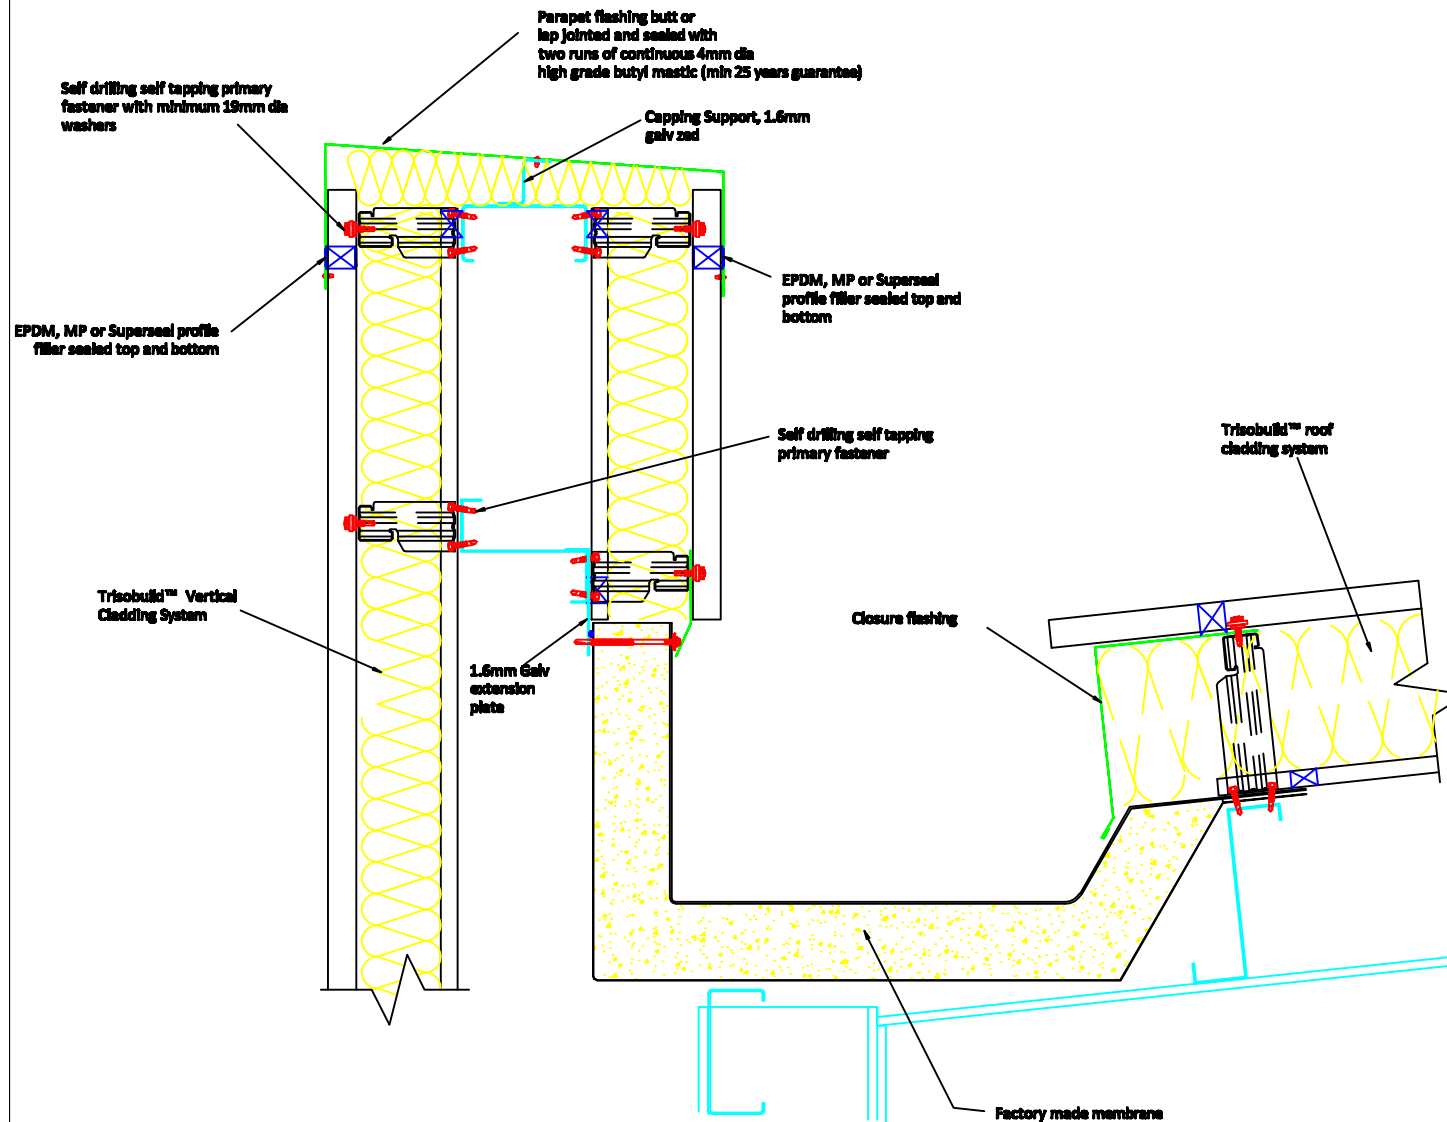 Parapet flashing butt or
lap jointed and sealed with
two runs of continuous 4mm dia
high grade butyl mastic (min 25 years guarantee)
Self drilling self tapping primary
fastener with minimum 19mm dia
washers
Capping Support, 1.6mm
galv zed
EPDM, MP or Superseal
profile filler sealed top and
bottom
EPDM, MP or Superseal profile
filler sealed top and bottom
Self drilling self tapping
primary fastener
Trisobuild™ roof
cladding system
Trisobuild™ Vertical
Cladding System
Closure flashing
1.6mm Galv
extension
plate
Factory made membrane